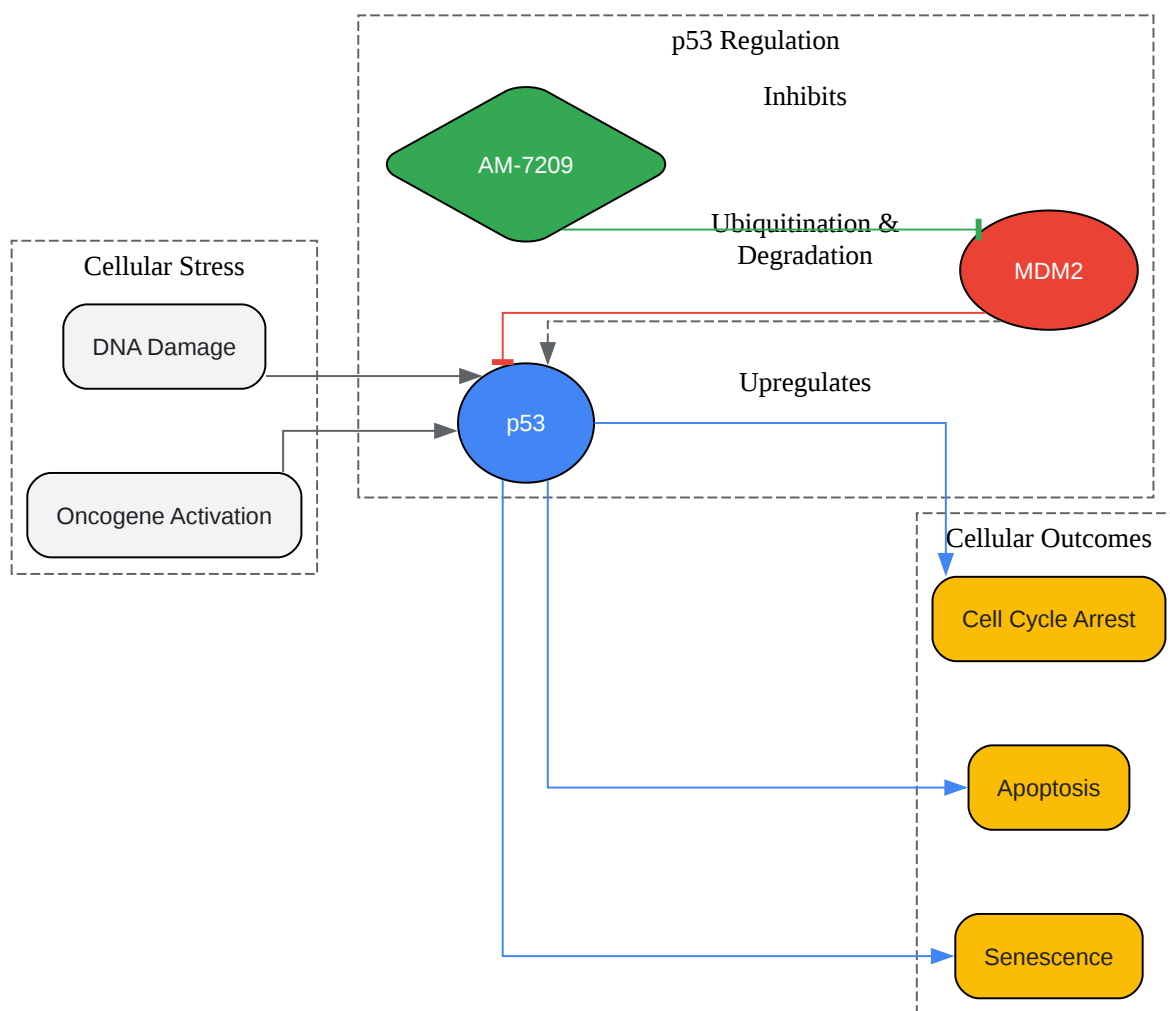 p53 Regulation
Inhibits
AM-7209
Ubiquitination &
Degradation
MDM2
Cellular Stress
DNA Damage
Upregulates
p53
Oncogene Activation
Cellular Outcomes
Cell Cycle Arrest
Apoptosis
Senescence